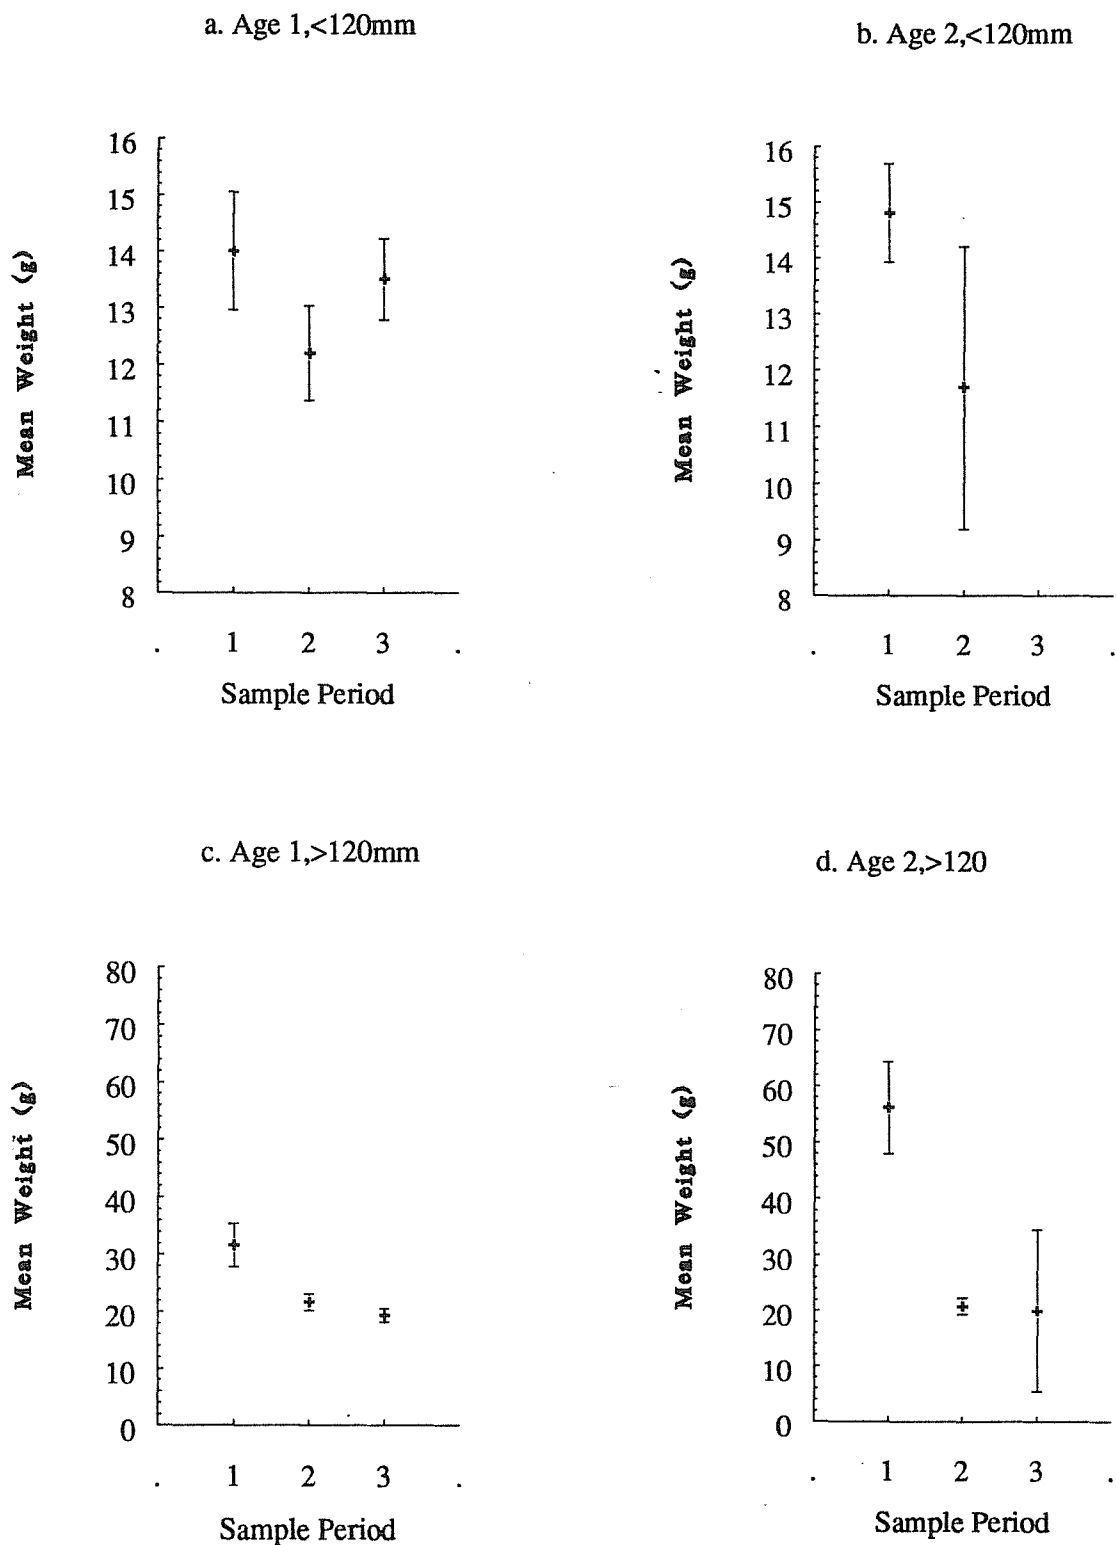 a. Age 1,<120mm
b. Age 2,<120mm
Mean Weight (g)
16
15
14
13
12
11
10
9
8
. 1 2 3 .
Sample Period
Mean Weight (g)
16
15
14
13
12
11
10
9
8
. 1 2 3 .
Sample Period
c. Age 1,>120mm
d. Age 2,>120
Mean Weight (g)
80
70
60
50
40
30
20
10
0
. 1 2 3 .
Sample Period
Mean Weight (g)
80
70
60
50
40
30
20
10
0
. 1 2 3 .
Sample Period